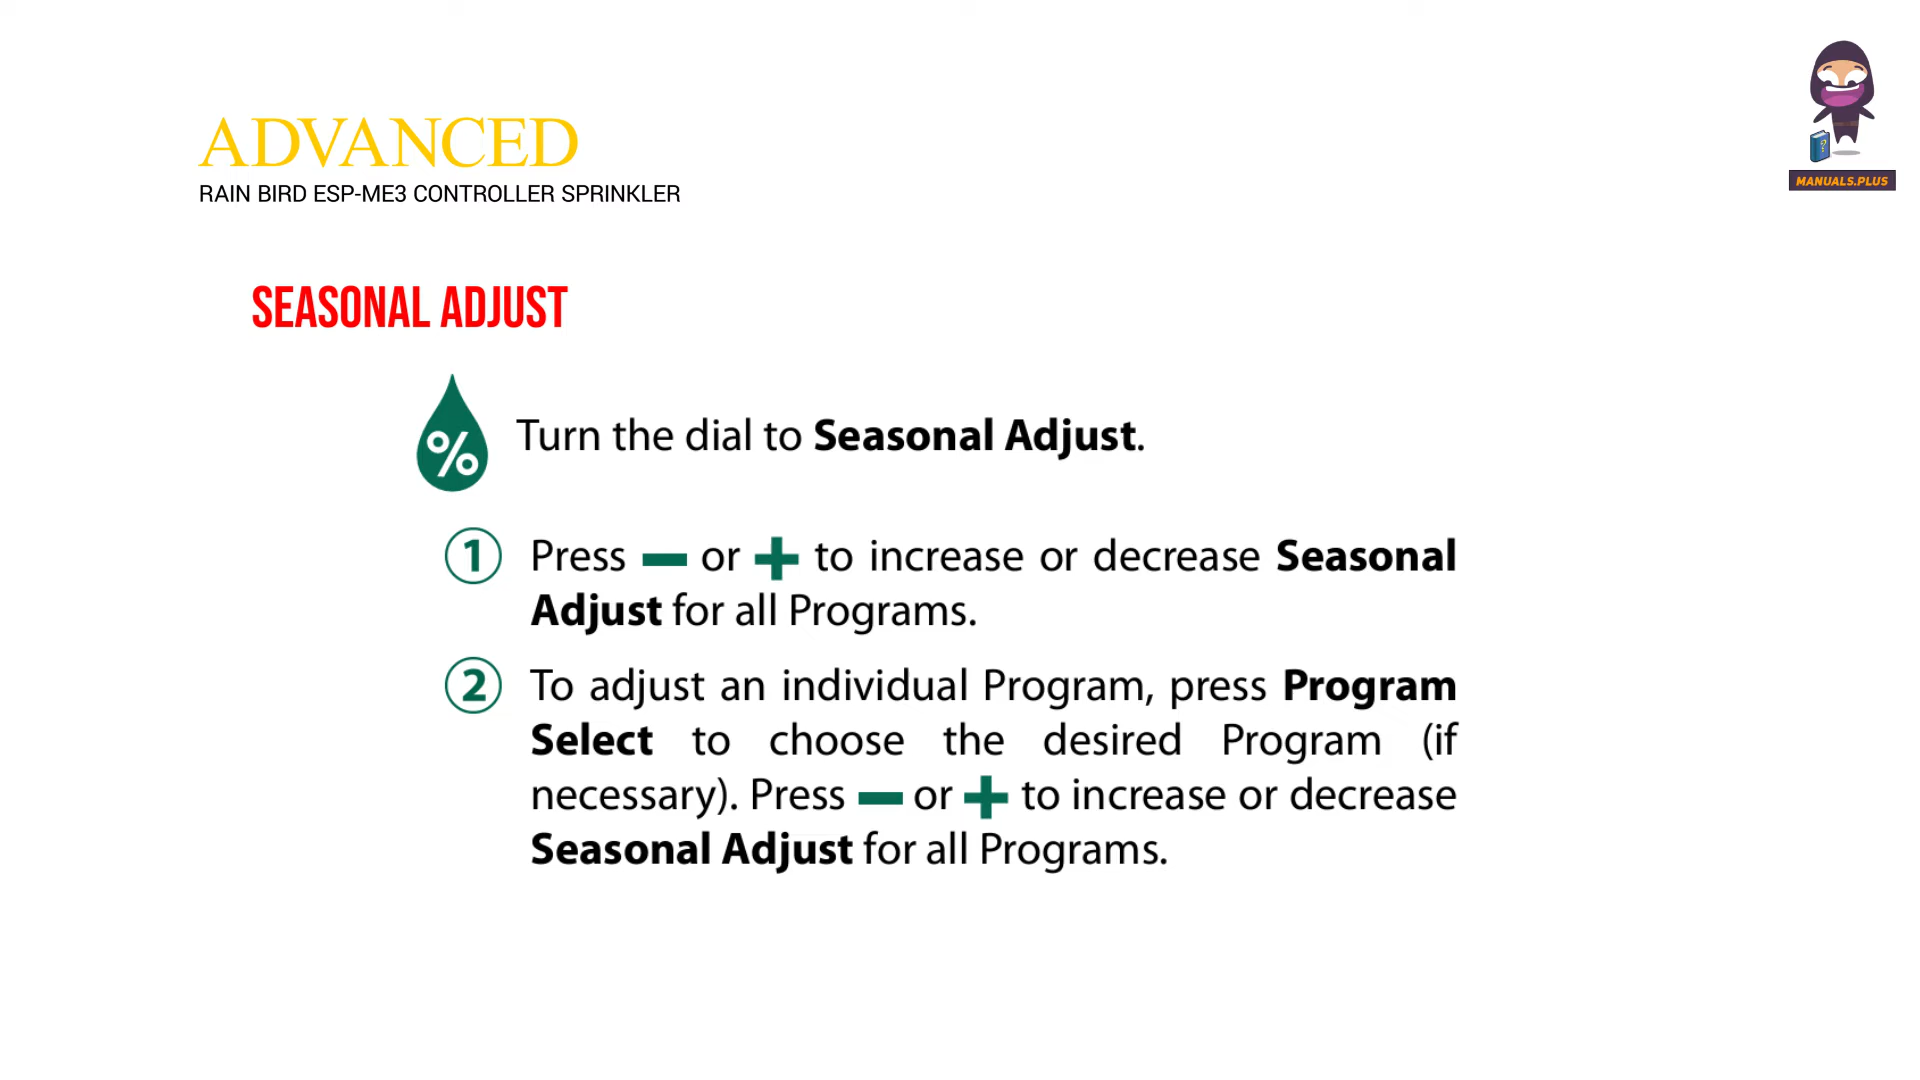 ADVANCED
RAIN BIRD ESP-ME3 CONTROLLER SPRINKLER
MANUALS.PLUS
SEASONAL ADJUST
% Turn the dial to Seasonal Adjust.
1 Press − or + to increase or decrease Seasonal
Adjust for all Programs.
2 To adjust an individual Program, press Program
Select to choose the desired Program (if
necessary). Press − or + to increase or decrease
Seasonal Adjust for all Programs.